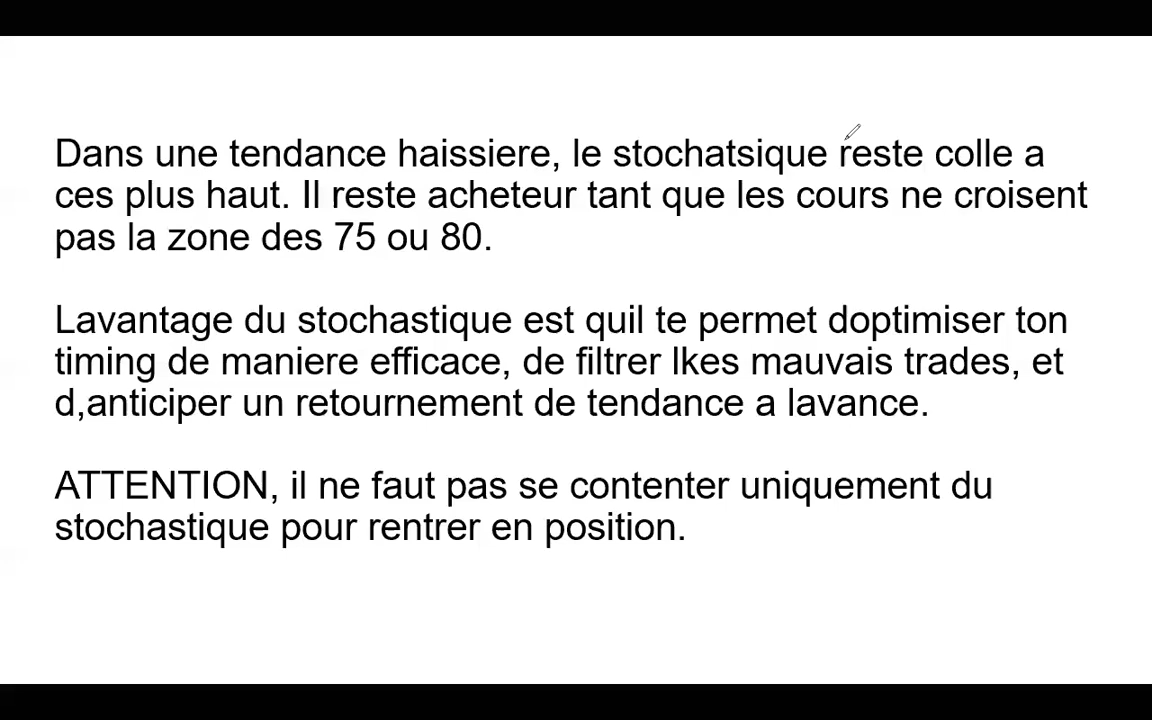 Dans une tendance haissiere, le stochatsique reste colle a
ces plus haut. Il reste acheteur tant que les cours ne croisent
pas la zone des 75 ou 80.
Lavantage du stochastique est quil te permet doptimiser ton
timing de maniere efficace, de filtrer lkes mauvais trades, et
d,anticiper un retournement de tendance a lavance.
ATTENTION, il ne faut pas se contenter uniquement du
stochastique pour rentrer en position.